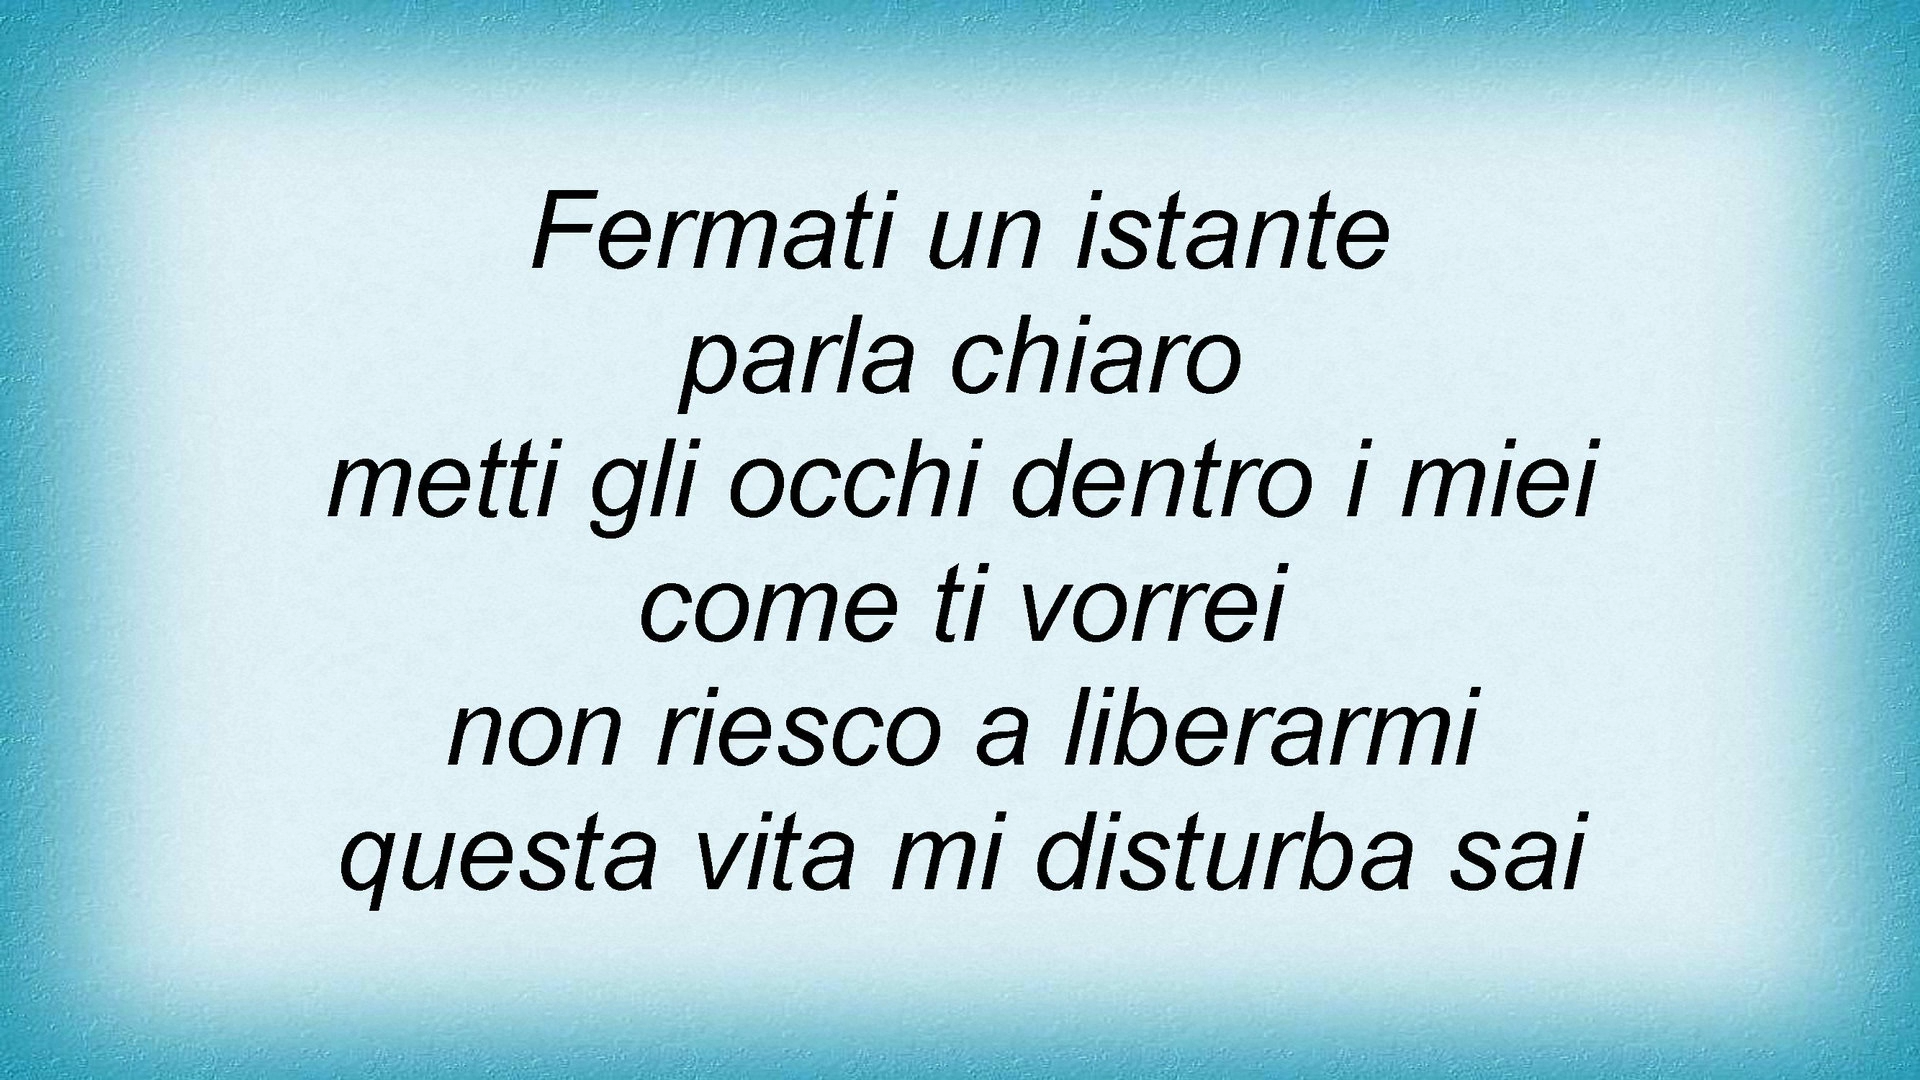 Fermati un istante
parla chiaro
metti gli occhi dentro i miei
come ti vorrei
non riesco a liberarmi
questa vita mi disturba sai